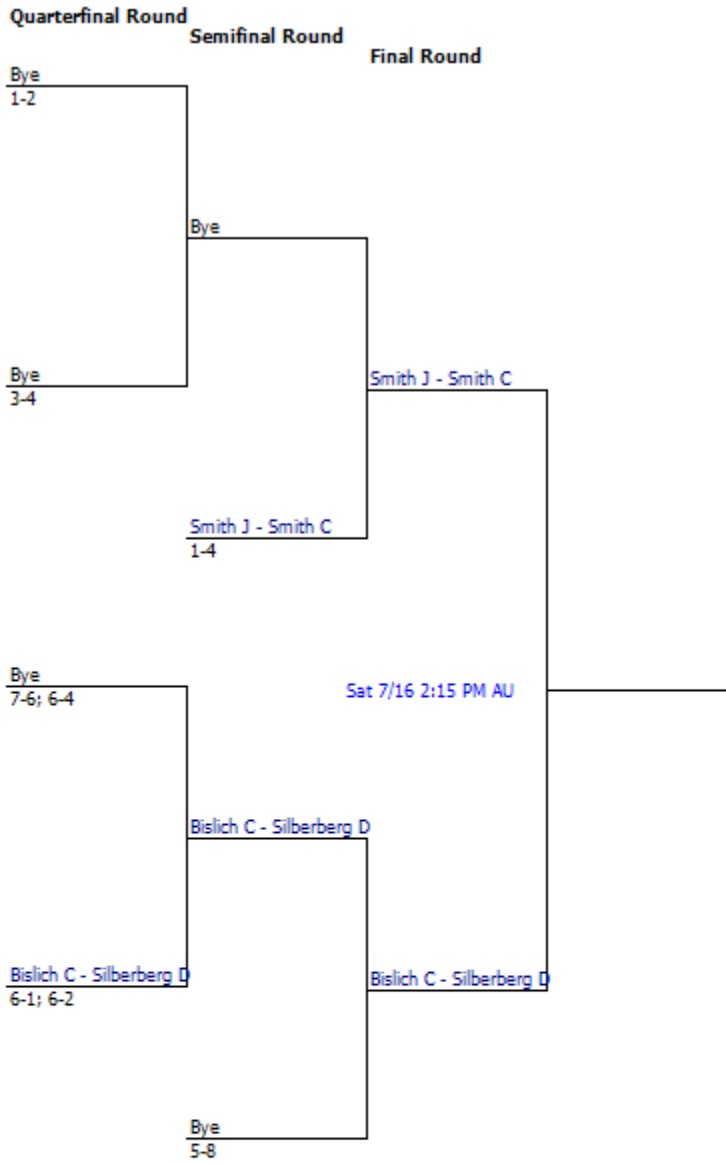 Quarterfinal Round
Semifinal Round
Final Round
Bye
1-2
Bye
Bye
3-4
Smith J - Smith C
Smith J - Smith C
1-4
Bye
7-6; 6-4
Sat 7/16 2:15 PM AU
Bislich C - Silberberg D
Bislich C - Silberberg D
6-1; 6-2
Bislich C - Silberberg D
Bye
5-8